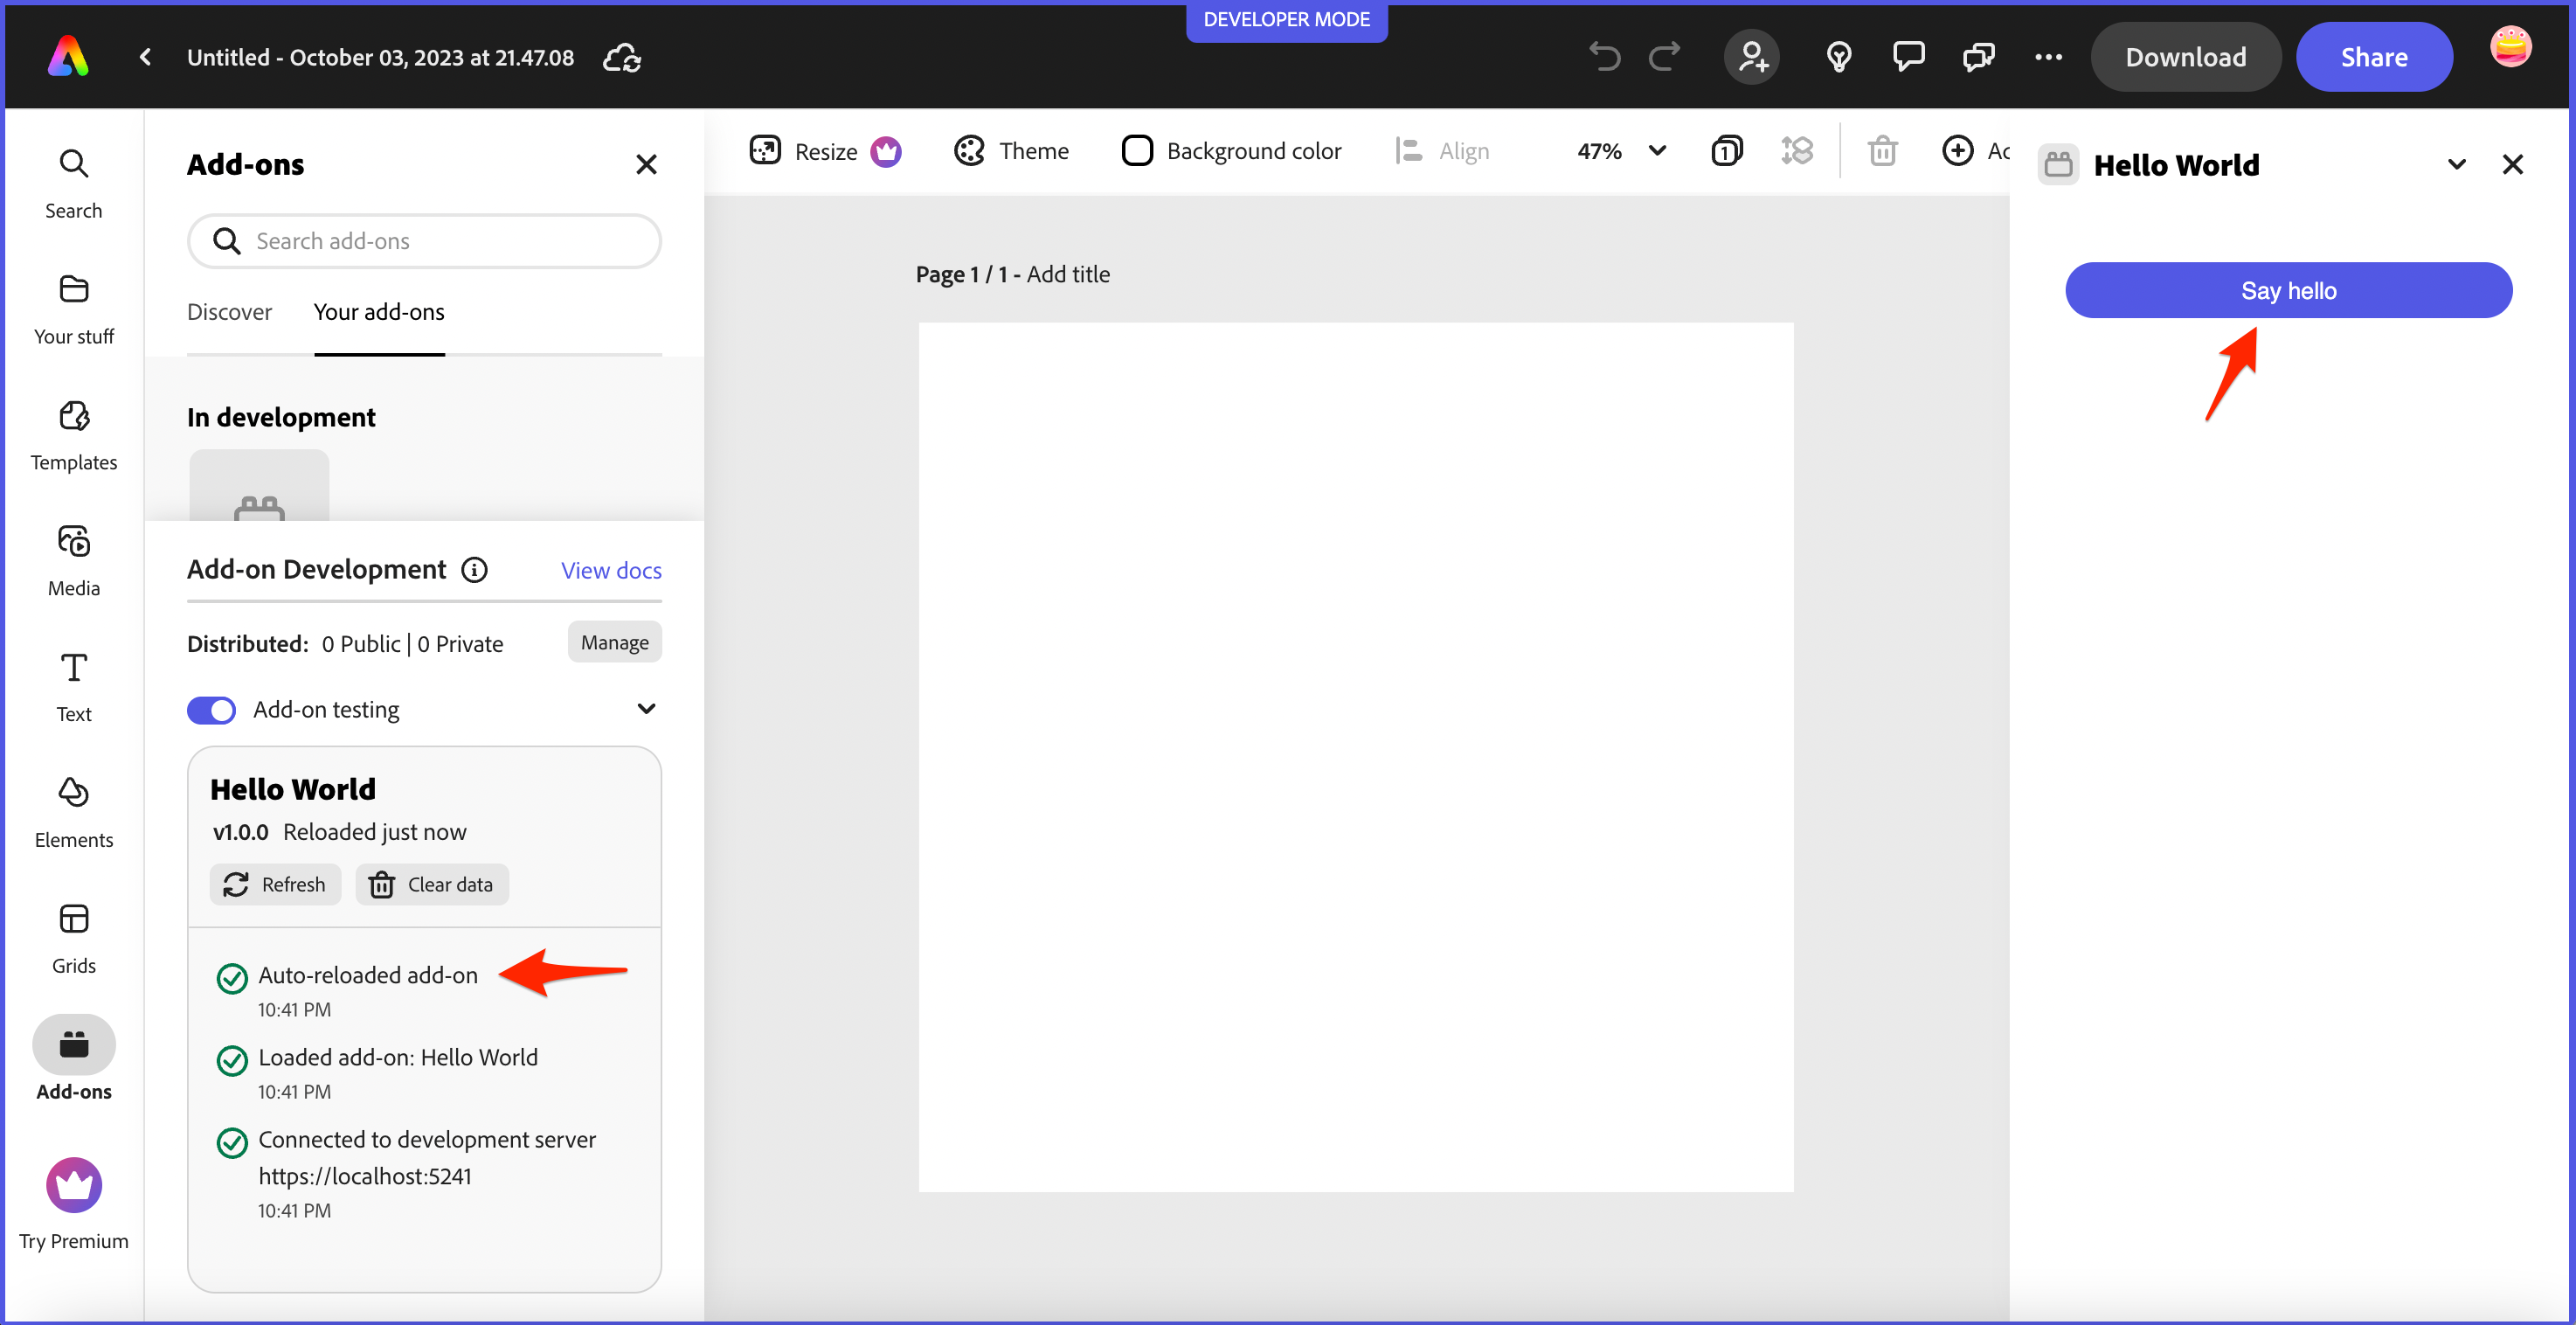 DEVELOPER MODE
Untitled - October 03, 2023 at 21.47.08
Download
Share
Search
Your stuff
Templates
Media
Text
Elements
Grids
Add-ons
Try Premium
Add-ons
Search add-ons
Discover
Your add-ons
In development
Add-on Development
View docs
Distributed: 0 Public | 0 Private
Manage
Add-on testing
Hello World
v1.0.0 Reloaded just now
Refresh
Clear data
Auto-reloaded add-on
10:41 PM
Loaded add-on: Hello World
10:41 PM
Connected to development server
https://localhost:5241
10:41 PM
Resize
Theme
Background color
Align
47%
1
Page 1 / 1 - Add title
Hello World
Say hello